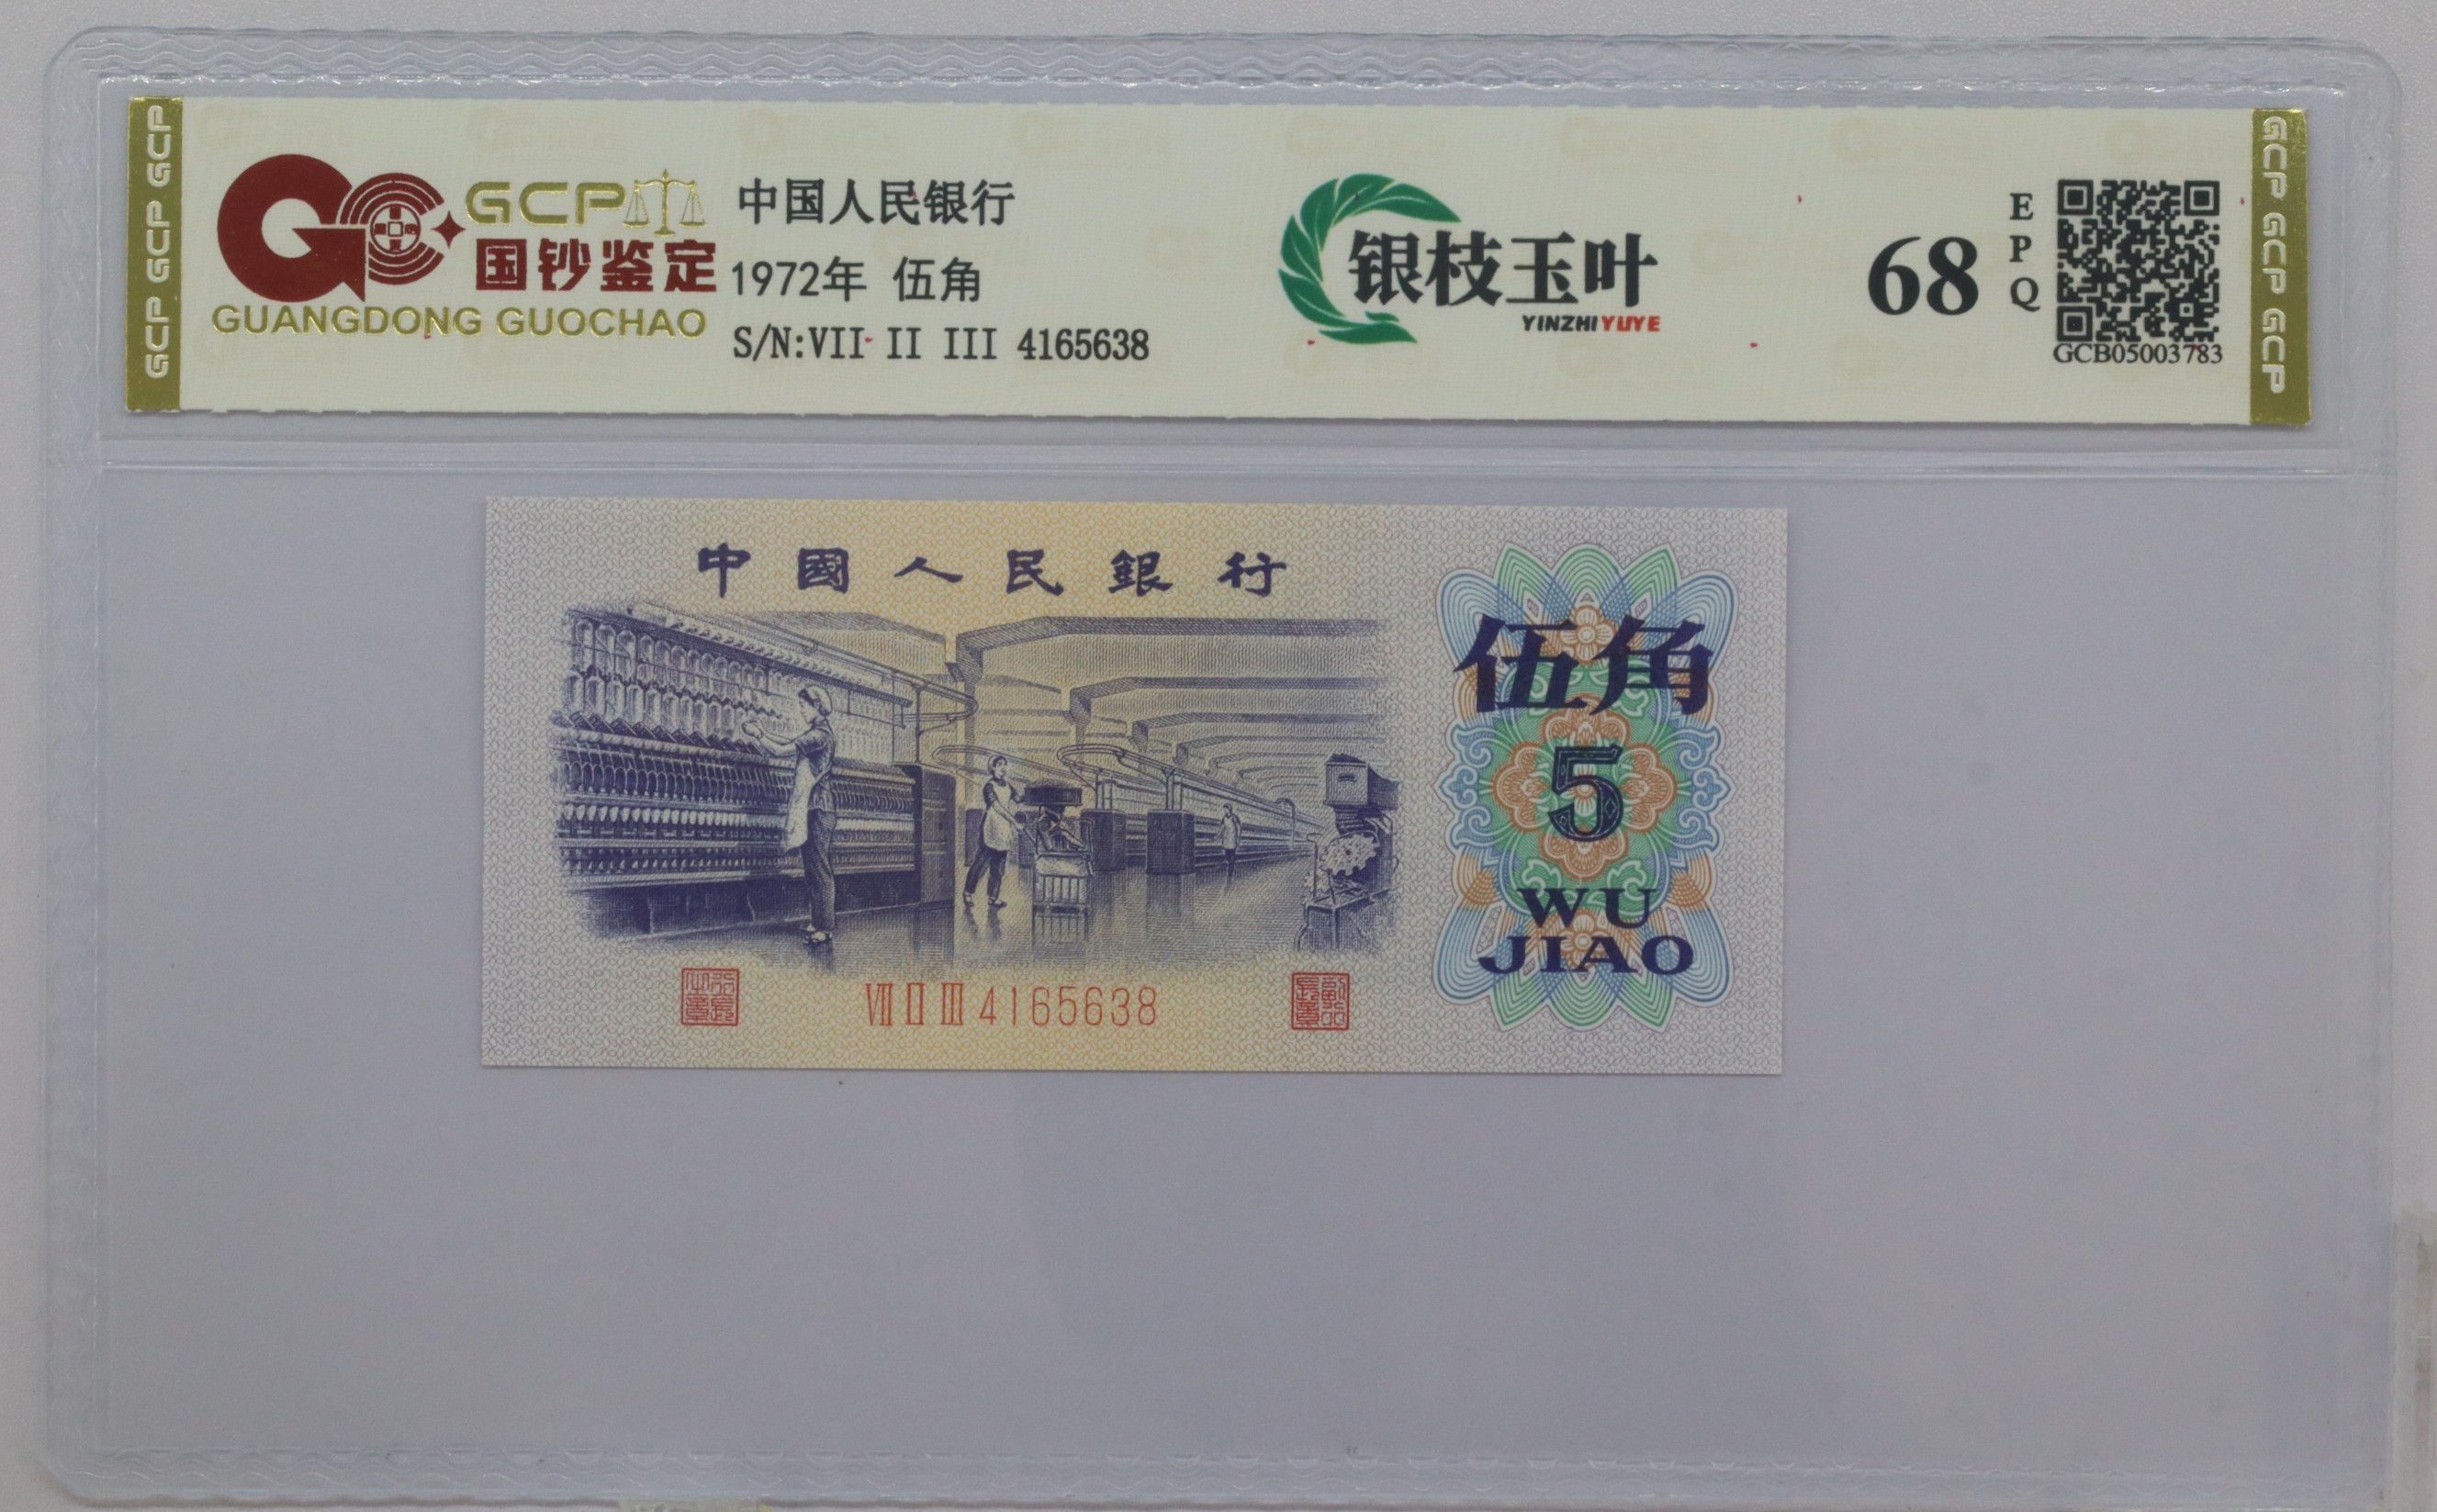 GCP GCP GCP
GCP
国钞鉴定
GUANGDONG GUOCHAO
中国人民银行
1972年 伍角
S/N:VII II III 4165638
银枝玉叶
YINZHIYUYE
68
EPQ
GCB05003783
GCP GCP GCP
中國人民銀行
伍角
5
WU
JIAO
VII II III 4165638